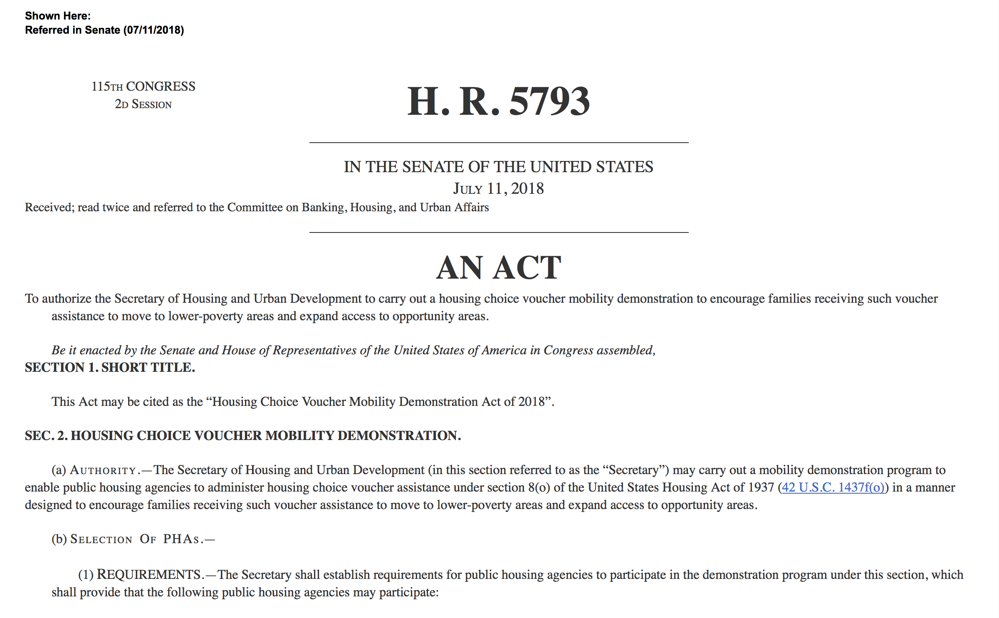 Shown Here:
Referred in Senate (07/11/2018)
115TH CONGRESS
2D SESSION
H. R. 5793
IN THE SENATE OF THE UNITED STATES
JULY 11, 2018
Received; read twice and referred to the Committee on Banking, Housing, and Urban Affairs
AN ACT
To authorize the Secretary of Housing and Urban Development to carry out a housing choice voucher mobility demonstration to encourage families receiving such voucher
assistance to move to lower-poverty areas and expand access to opportunity areas.
Be it enacted by the Senate and House of Representatives of the United States of America in Congress assembled,
SECTION 1. SHORT TITLE.
This Act may be cited as the “Housing Choice Voucher Mobility Demonstration Act of 2018”.
SEC. 2. HOUSING CHOICE VOUCHER MOBILITY DEMONSTRATION.
(a) AUTHORITY.—The Secretary of Housing and Urban Development (in this section referred to as the “Secretary”) may carry out a mobility demonstration program to
enable public housing agencies to administer housing choice voucher assistance under section 8(o) of the United States Housing Act of 1937 (42 U.S.C. 1437f(o)) in a manner
designed to encourage families receiving such voucher assistance to move to lower-poverty areas and expand access to opportunity areas.
(b) SELECTION OF PHAS.—
(1) REQUIREMENTS.—The Secretary shall establish requirements for public housing agencies to participate in the demonstration program under this section, which
shall provide that the following public housing agencies may participate: